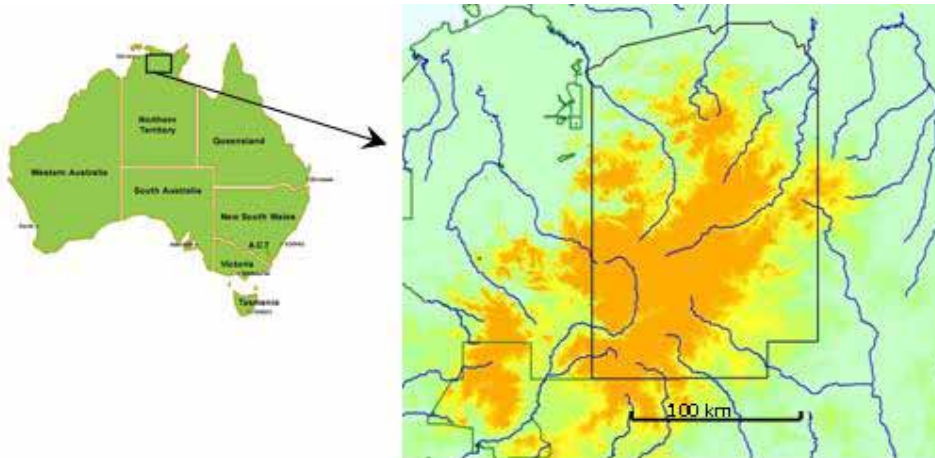 Northern
Territory
Queensland
Western Australia
South Australia
New South Wales
A.C.T
Victoria
Tasmania
100 km